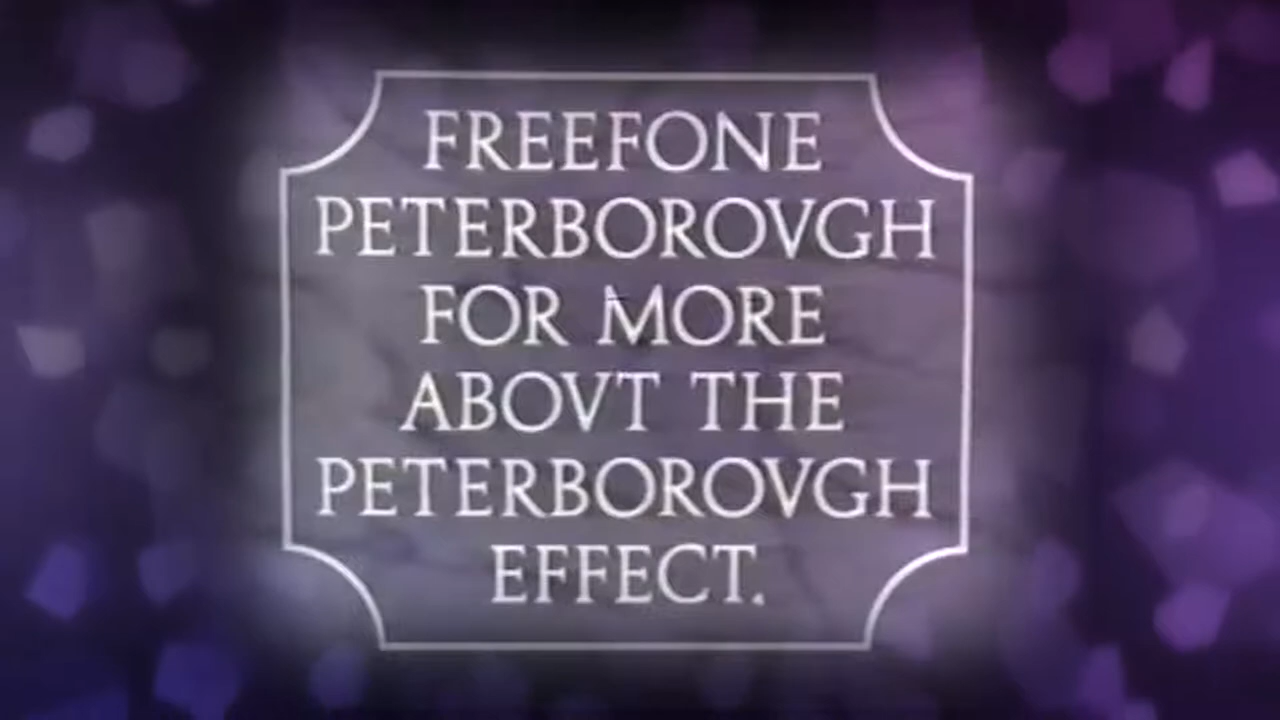 FREEFONE
PETERBOROVGH
FOR MORE
ABOVT THE
PETERBOROVGH
EFFECT.